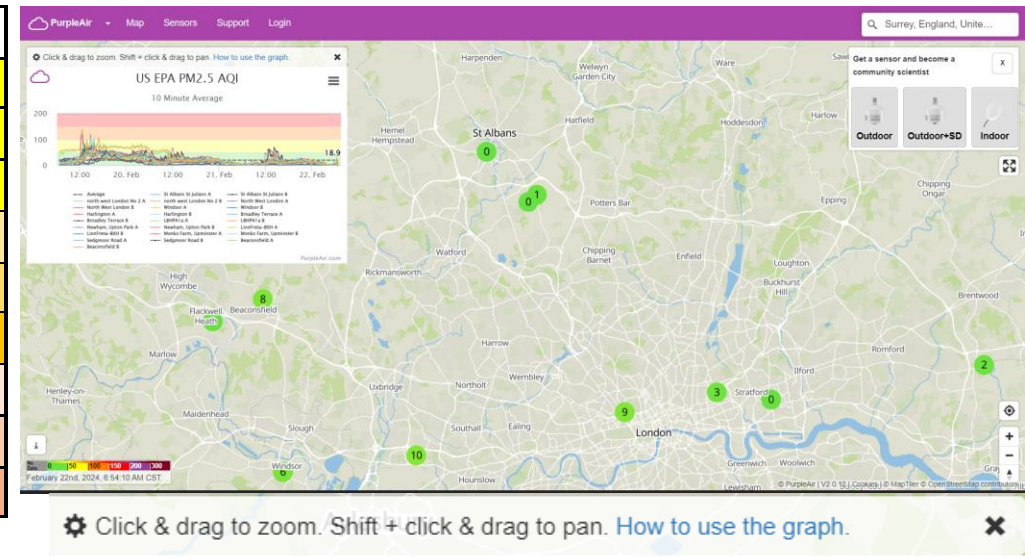 PurpleAir Map Sensors Support Login
Surrey, England, Unite...
Click & drag to zoom. Shift + click & drag to pan. How to use the graph.
US EPA PM2.5 AQI
10 Minute Average
200
100
0
18.9
12:00 20. Feb 12:00 21. Feb 12:00 22. Feb
Average St Albans St Julians A St Albans St Julians B
north west London No 2 A north west London No 2 B North West London A
North West London B Windsor A Windsor B
Harlington A Harlington B Broadley Terrace A
Broadley Terrace B LBHPA1a A LBHPA1a B
Newham, Upton Park A Newham, Upton Park B
Monks Farm, Upminster A Monks Farm, Upminster B
Sedgmoor Road A Sedgmoor Road B Beaconsfield A
Beaconsfield B
PurpleAir.com
Get a sensor and become a
community scientist
X
Outdoor Outdoor+SD Indoor
Harpenden
Welwyn
Garden City
Ware
Hatfield
Hoddesdon
Harlow
Hemel
Hempstead
St Albans
0
Chipping
Ongar
0 1
Potters Bar
Epping
Watford
Chipping
Barnet
Enfield
Loughton
Rickmansworth
Buckhurst
Hill
High
Wycombe
8
Flackwell
Heath
Beaconsfield
Brentwood
Marlow
Harrow
Romford
Ilford
2
Henley-on-
Thames
Uxbridge
Northolt
Wembley
3
Stratford
0
Maidenhead
9
Slough
Southall
Ealing
London
10
Windsor
6
Hounslow
Greenwich
Woolwich
Lewisham
Gray
+
−
0 50 100 150 200 300
February 22nd, 2024, 6:54:10 AM CST
© PurpleAir | V2.0.12 | Cookies | © MapTiler © OpenStreetMap contributors
Click & drag to zoom. Shift + click & drag to pan. How to use the graph.